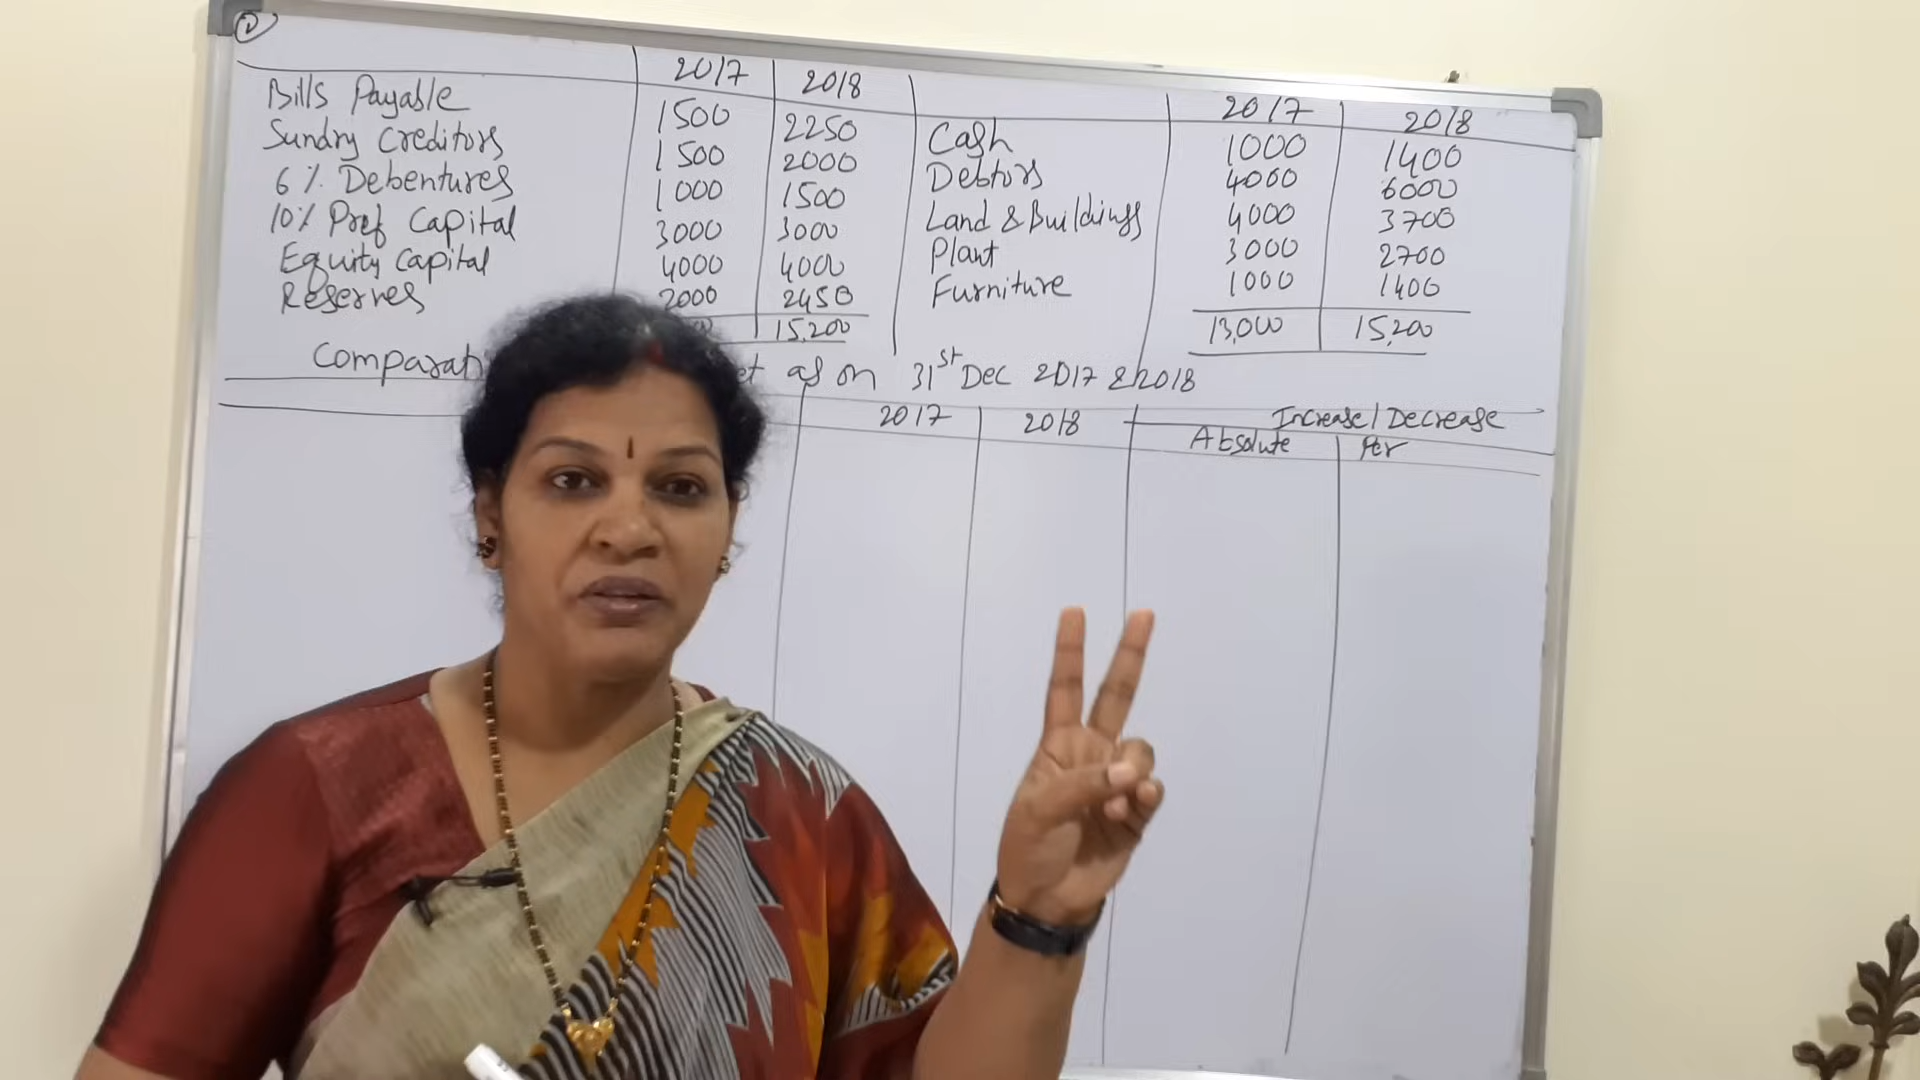 2017 2018 2017 2018
Bills Payable 1500 2250 Cash 1000 1400
Sundry Creditors 1500 2000 Debtors 4000 6000
6% Debentures 1000 1500 Land & Buildings 4000 3700
10% Pref Capital 3000 3000 Plant 3000 2700
Equity Capital 4000 4000 Furniture 1000 1400
Reserves 2000 2450
15,200 13,000 15,200
as on 31st Dec 2017 & 2018
2017 2018 Increase/Decrease
Absolute Per